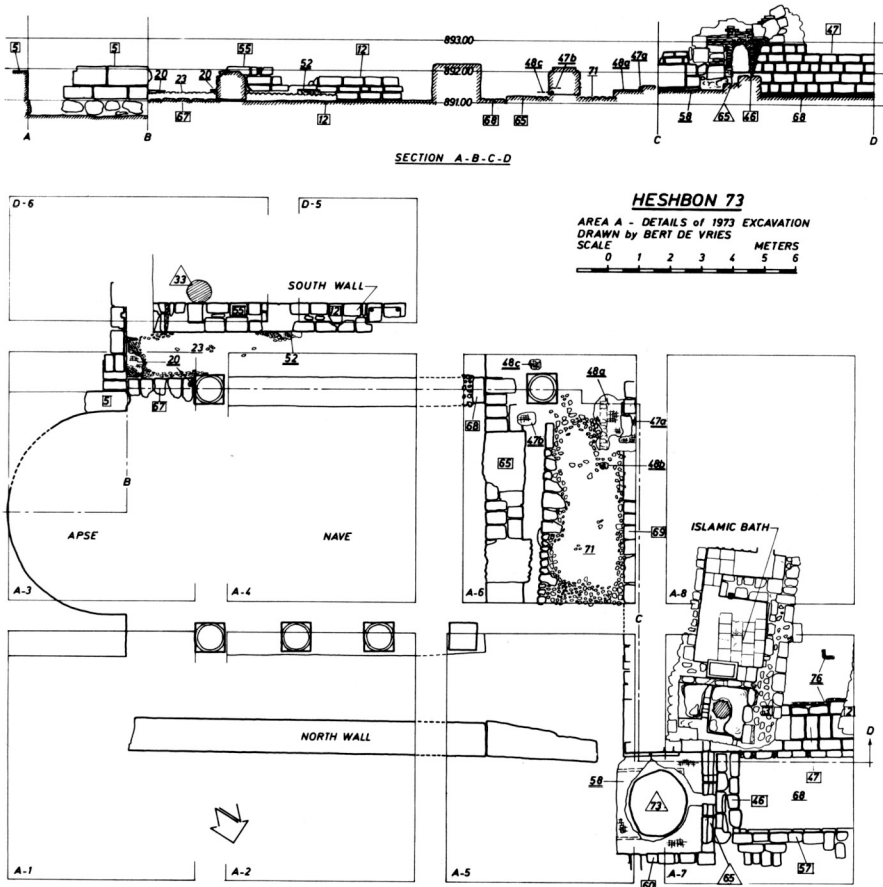 5
5
20
23
20
55
52
12
893.00
892.00
891.00
48c
47b
71
48a
47a
47
67
12
68
65
58
65
46
68
A
B
C
D
SECTION A-B-C-D
HESHBON 73
AREA A - DETAILS of 1973 EXCAVATION
DRAWN by BERT DE VRIES
SCALE METERS
0 1 2 3 4 5 6
D-6
D-5
33
SOUTH WALL
55
12
23
52
20
5
67
B
APSE
NAVE
A-3
A-4
48c
48a
68
47b
47a
65
48b
69
71
A-6
ISLAMIC BATH
A-8
C
76
D
NORTH WALL
47
58
73
46
68
57
A-1
A-2
A-5
60
A-7
65